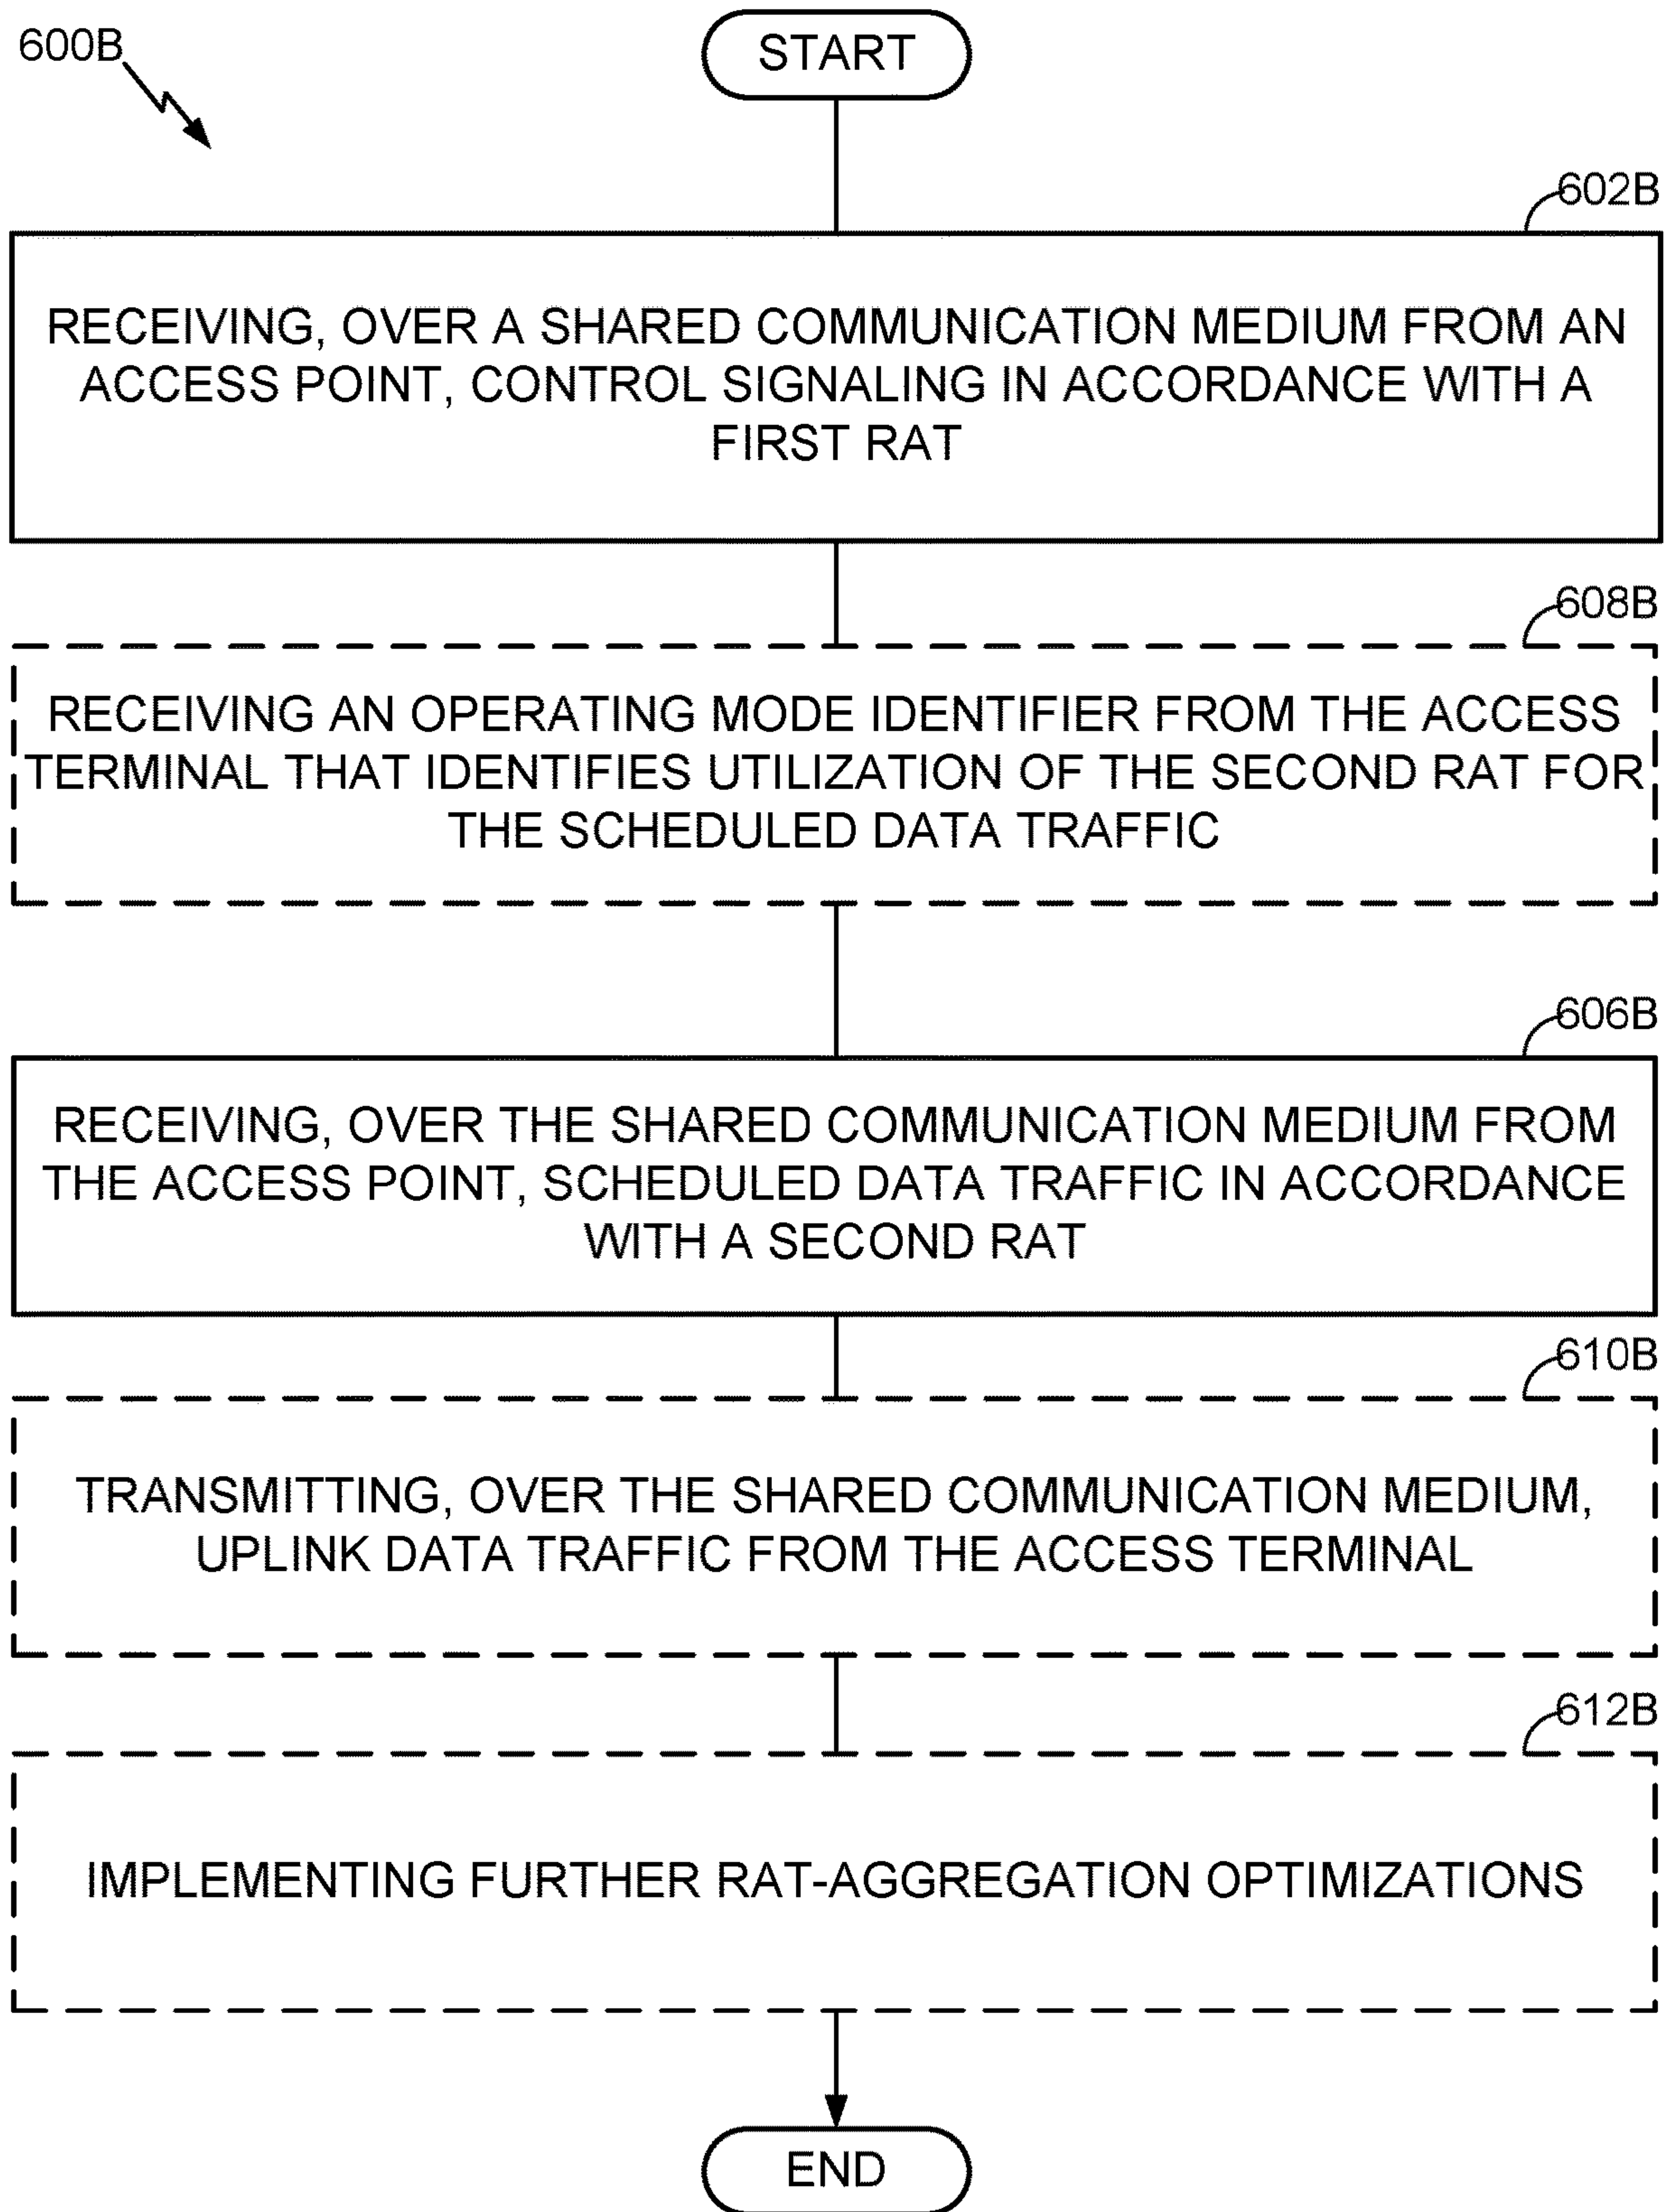 600B
START
602B
RECEIVING, OVER A SHARED COMMUNICATION MEDIUM FROM AN
ACCESS POINT, CONTROL SIGNALING IN ACCORDANCE WITH A
FIRST RAT
608B
RECEIVING AN OPERATING MODE IDENTIFIER FROM THE ACCESS
TERMINAL THAT IDENTIFIES UTILIZATION OF THE SECOND RAT FOR
THE SCHEDULED DATA TRAFFIC
606B
RECEIVING, OVER THE SHARED COMMUNICATION MEDIUM FROM
THE ACCESS POINT, SCHEDULED DATA TRAFFIC IN ACCORDANCE
WITH A SECOND RAT
610B
TRANSMITTING, OVER THE SHARED COMMUNICATION MEDIUM,
UPLINK DATA TRAFFIC FROM THE ACCESS TERMINAL
612B
IMPLEMENTING FURTHER RAT-AGGREGATION OPTIMIZATIONS
END